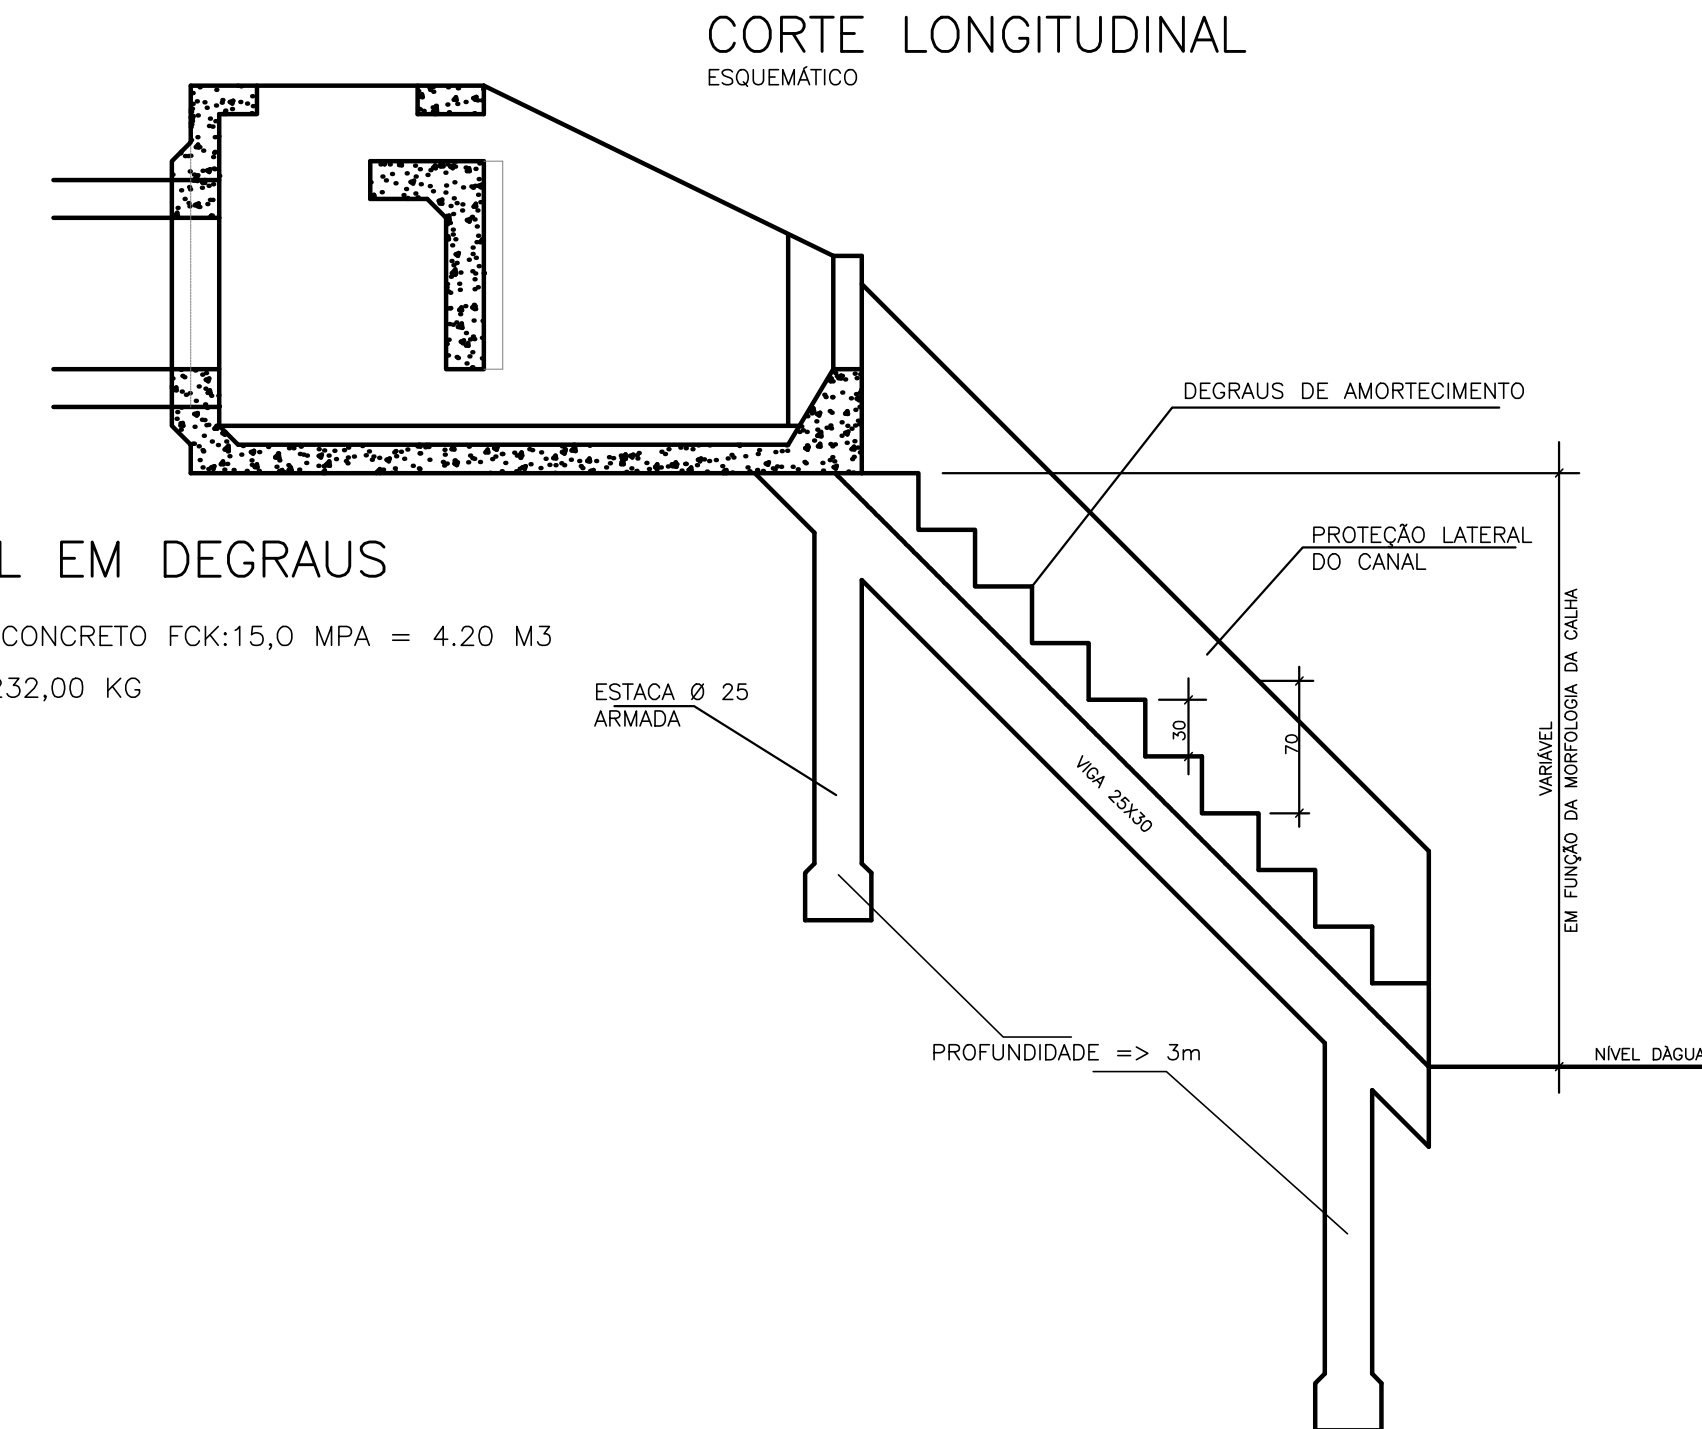 CORTE LONGITUDINAL
ESQUEMÁTICO
DEGRAUS DE AMORTECIMENTO
PROTEÇÃO LATERAL
DO CANAL
L EM DEGRAUS
CONCRETO FCK:15,0 MPA = 4.20 M3
232,00 KG
ESTACA Ø 25
ARMADA
30
70
VIGA 25X30
VARIÁVEL
EM FUNÇÃO DA MORFOLOGIA DA CALHA
PROFUNDIDADE => 3m
NÍVEL DÀGUA